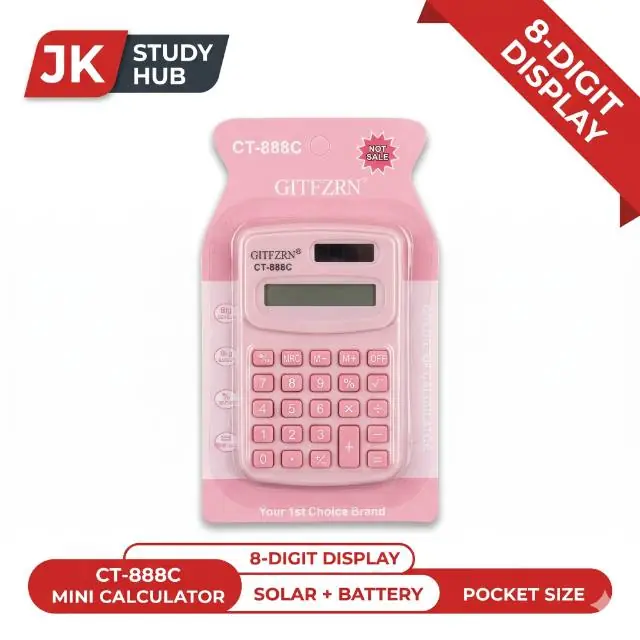 JK
STUDY
HUB
8-DIGIT
DISPLAY
CT-888C
NOT
SALE
GITFZRN®
GITFZRN®
CT-888C
MRC M- M+ OFF
7 8 9 % √
4 5 6 × ÷
1 2 3 + −
0 · +/- =
Your 1st Choice Brand
8-DIGIT DISPLAY
CT-888C
MINI CALCULATOR
SOLAR + BATTERY
POCKET SIZE